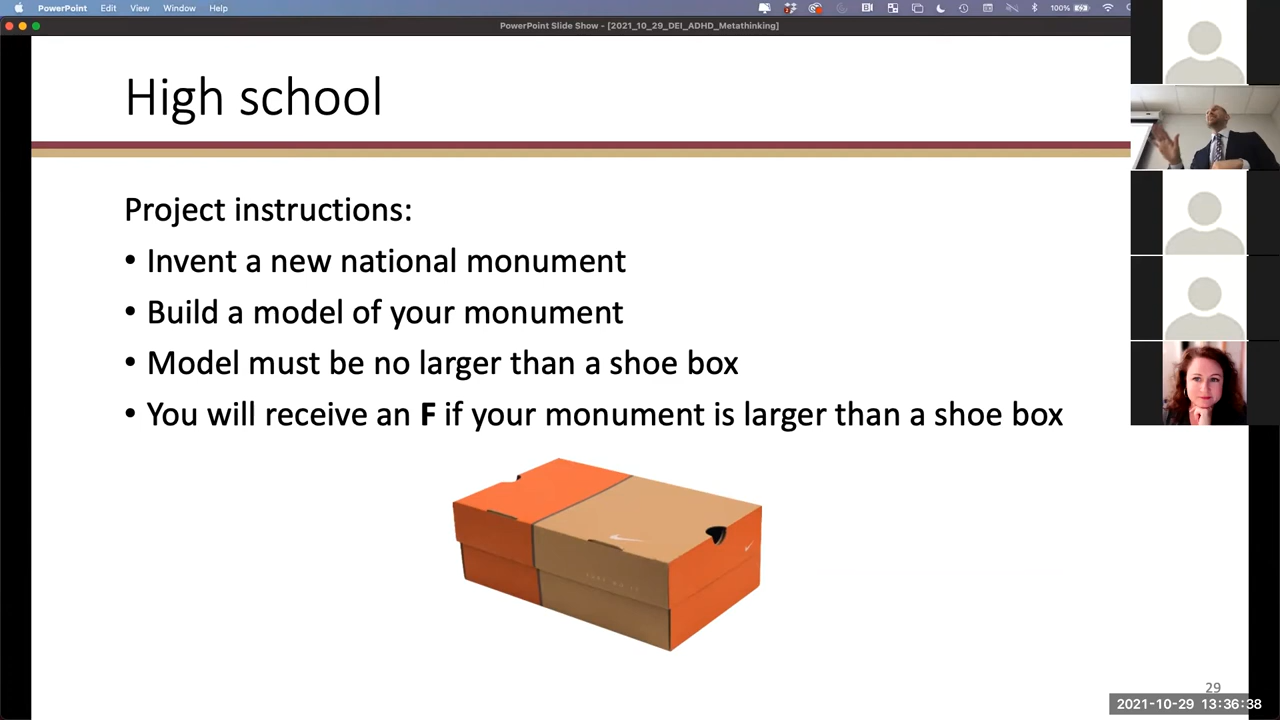 PowerPoint File Edit View Window Help
100%
PowerPoint Slide Show - [2021_10_29_DEI_ADHD_Metathinking]
High school
Project instructions:
• Invent a new national monument
• Build a model of your monument
• Model must be no larger than a shoe box
• You will receive an F if your monument is larger than a shoe box
29
2021-10-29 13:36:38